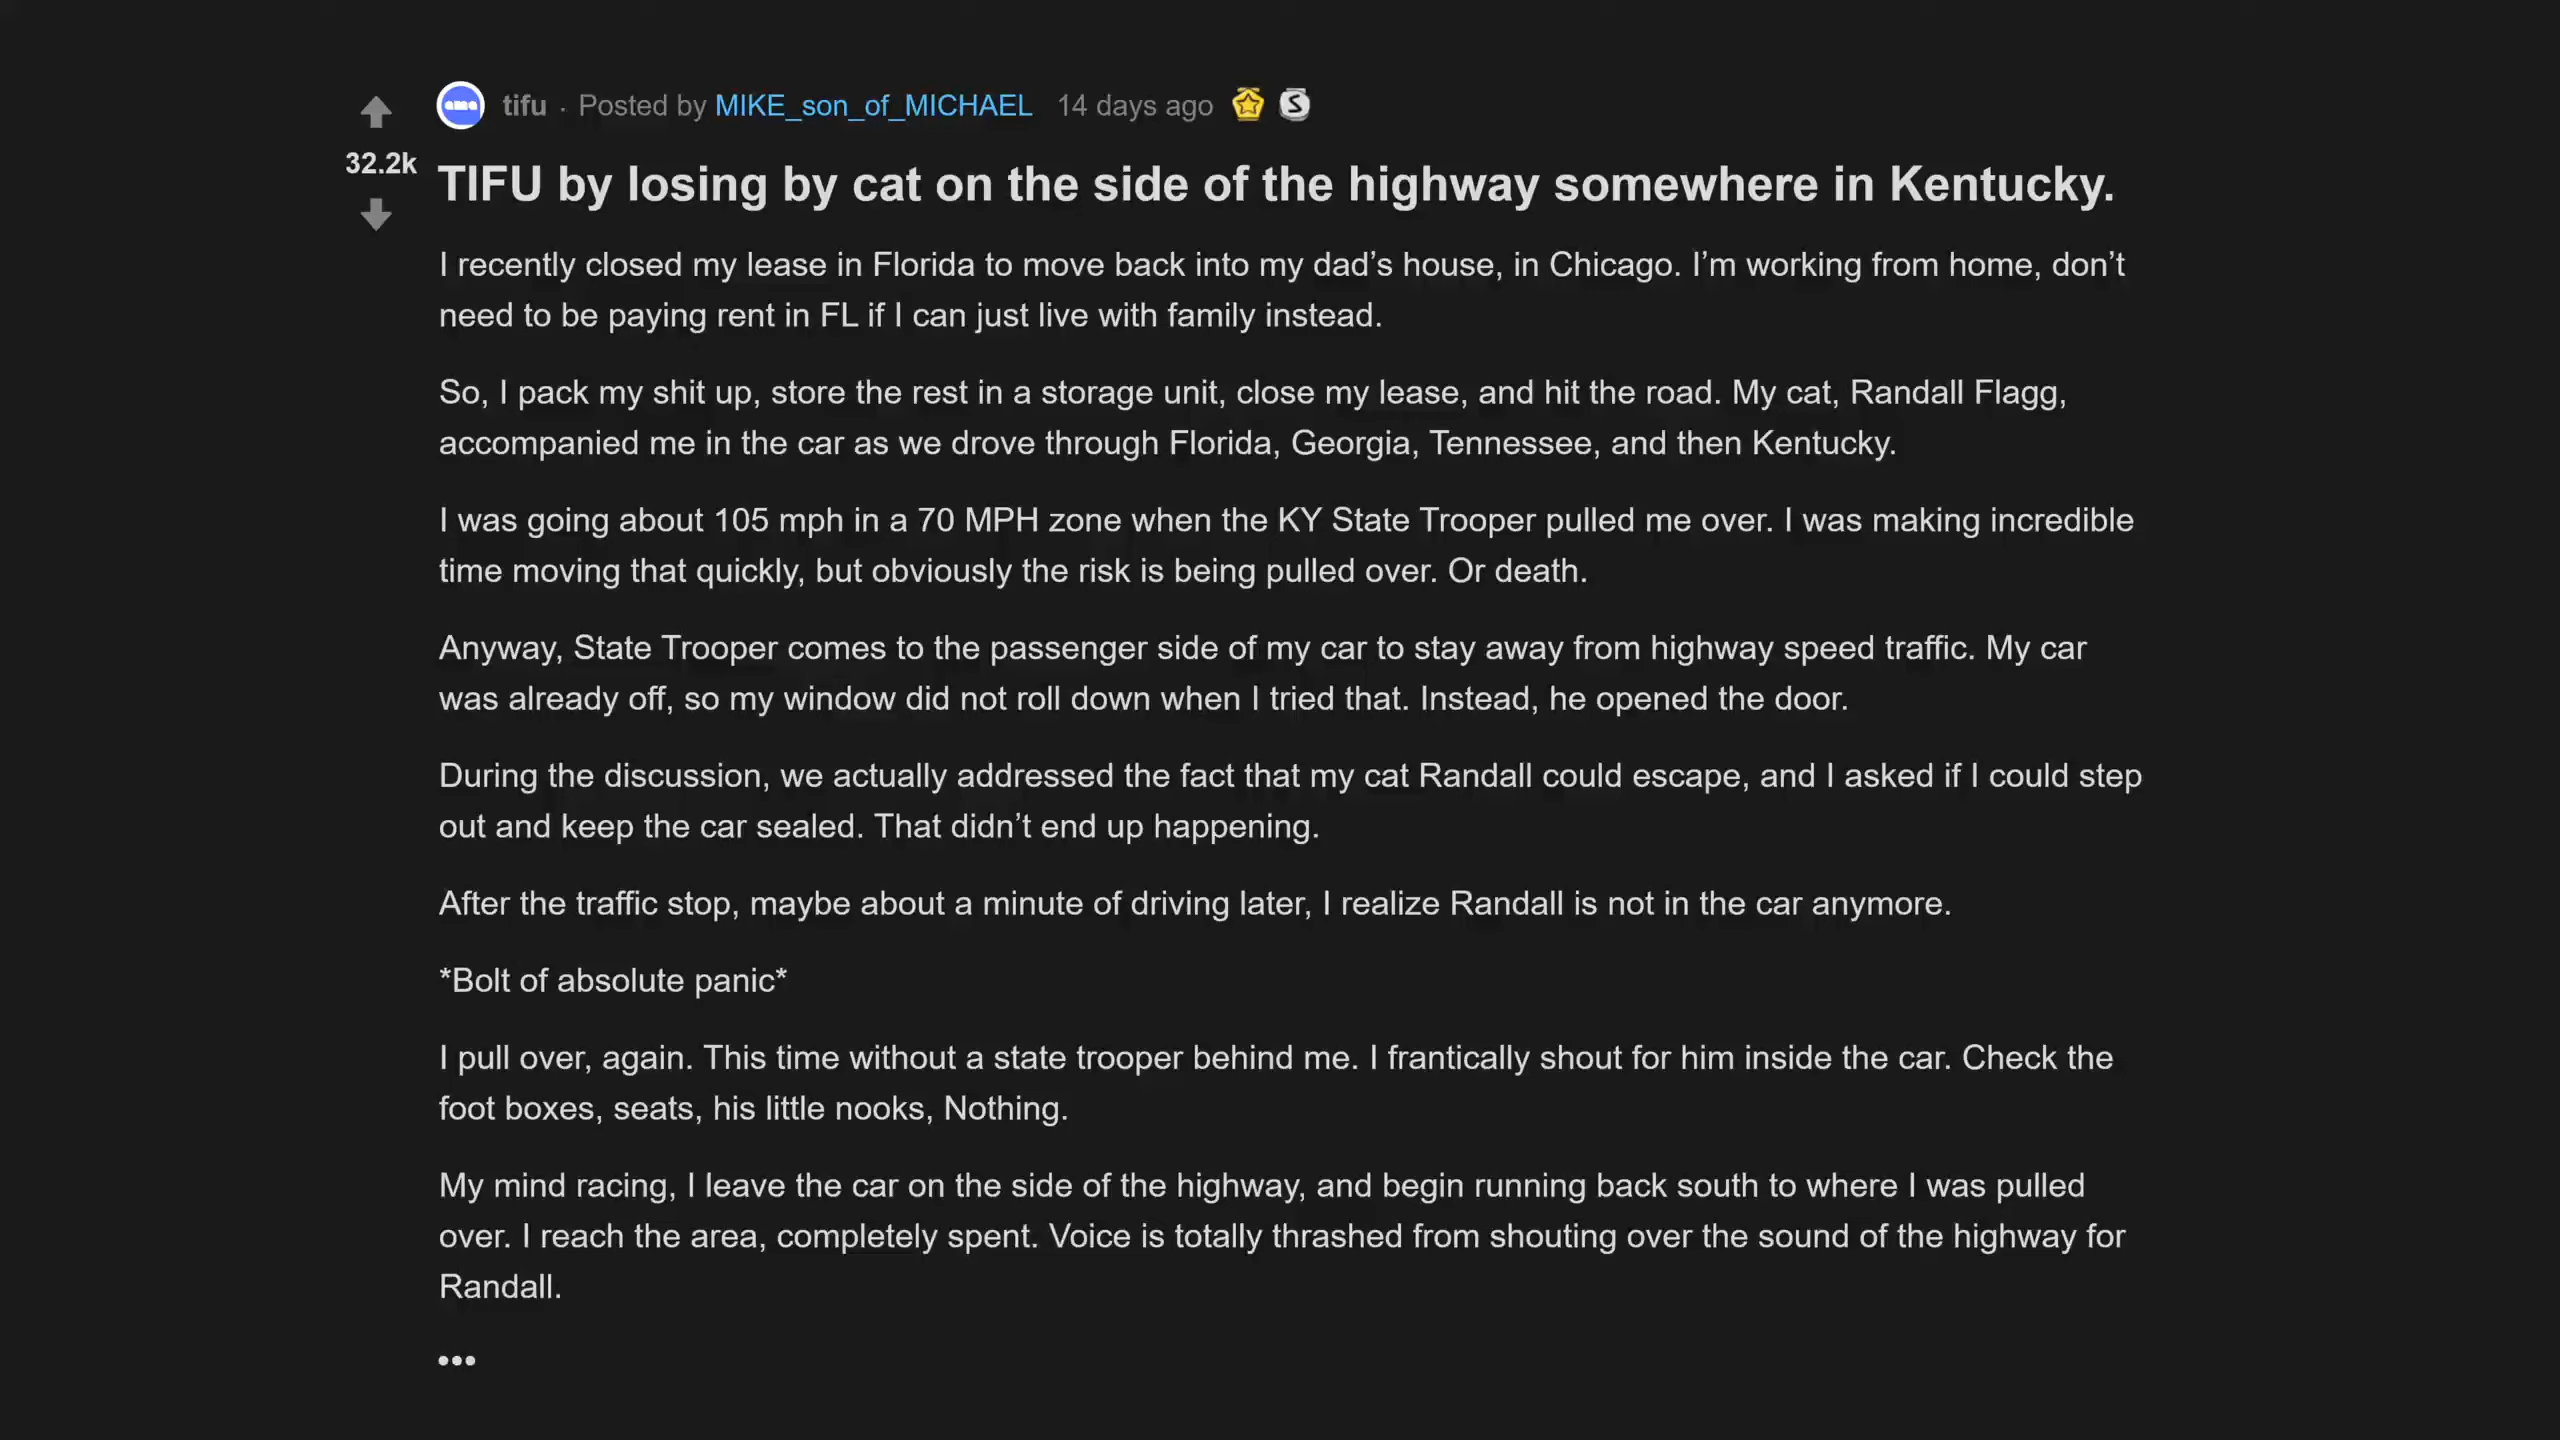 tifu · Posted by MIKE_son_of_MICHAEL 14 days ago
32.2k
TIFU by losing by cat on the side of the highway somewhere in Kentucky.
I recently closed my lease in Florida to move back into my dad’s house, in Chicago. I’m working from home, don’t
need to be paying rent in FL if I can just live with family instead.
So, I pack my shit up, store the rest in a storage unit, close my lease, and hit the road. My cat, Randall Flagg,
accompanied me in the car as we drove through Florida, Georgia, Tennessee, and then Kentucky.
I was going about 105 mph in a 70 MPH zone when the KY State Trooper pulled me over. I was making incredible
time moving that quickly, but obviously the risk is being pulled over. Or death.
Anyway, State Trooper comes to the passenger side of my car to stay away from highway speed traffic. My car
was already off, so my window did not roll down when I tried that. Instead, he opened the door.
During the discussion, we actually addressed the fact that my cat Randall could escape, and I asked if I could step
out and keep the car sealed. That didn’t end up happening.
After the traffic stop, maybe about a minute of driving later, I realize Randall is not in the car anymore.
*Bolt of absolute panic*
I pull over, again. This time without a state trooper behind me. I frantically shout for him inside the car. Check the
foot boxes, seats, his little nooks, Nothing.
My mind racing, I leave the car on the side of the highway, and begin running back south to where I was pulled
over. I reach the area, completely spent. Voice is totally thrashed from shouting over the sound of the highway for
Randall.
•••